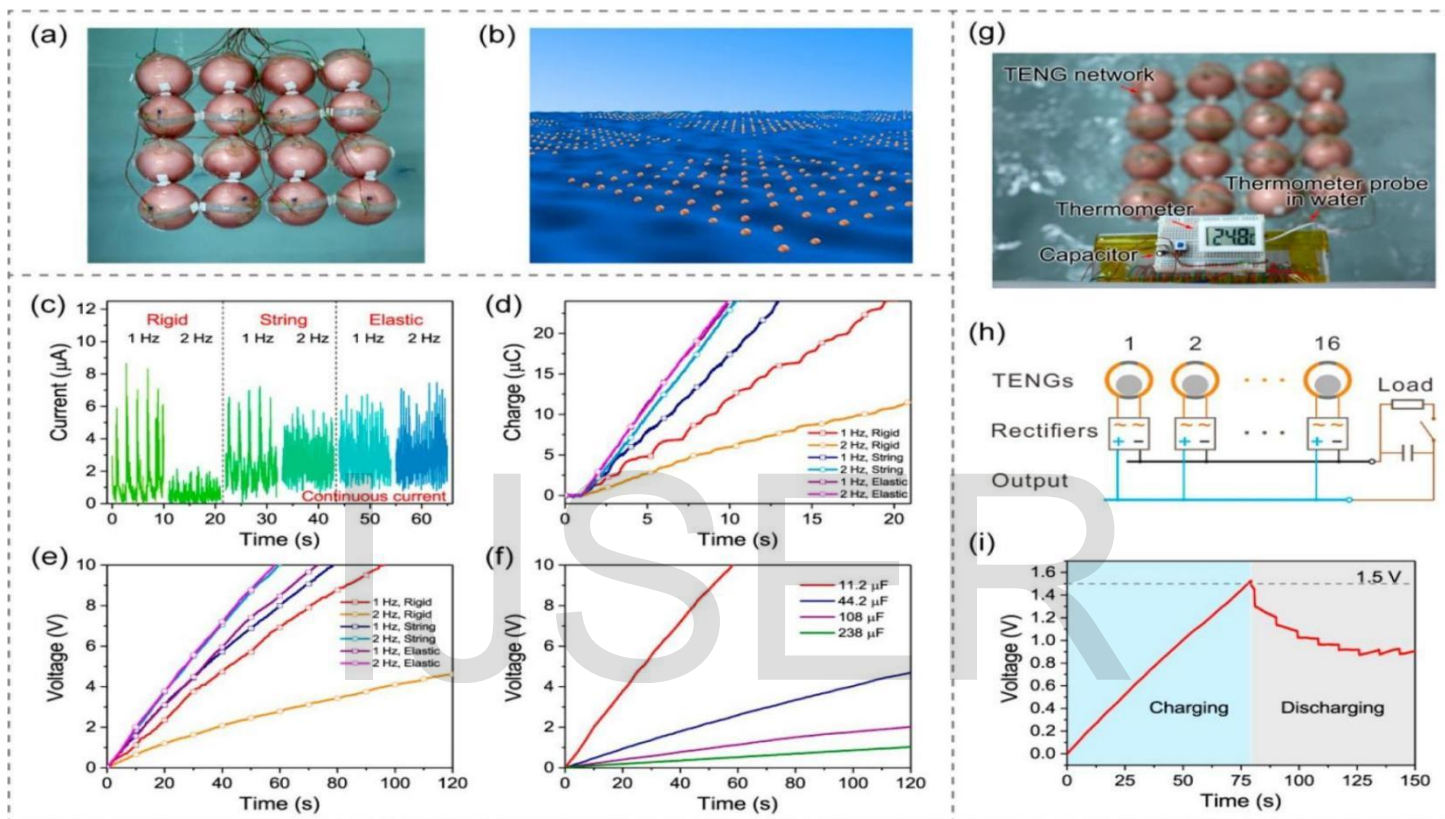 (a)
(b)
(c)
12
10
8
6
4
2
0
Current (μA)
Rigid
String
Elastic
1 Hz
2 Hz
1 Hz
2 Hz
1 Hz
2 Hz
Continuous current
0
10
20
30
40
50
60
Time (s)
(d)
20
15
10
5
0
Charge (μC)
1 Hz, Rigid
2 Hz, Rigid
1 Hz, String
2 Hz, String
1 Hz, Elastic
2 Hz, Elastic
0
5
10
15
20
Time (s)
(e)
10
8
6
4
2
0
Voltage (V)
1 Hz, Rigid
2 Hz, Rigid
1 Hz, String
2 Hz, String
1 Hz, Elastic
2 Hz, Elastic
0
20
40
60
80
100
120
Time (s)
(f)
10
8
6
4
2
0
Voltage (V)
11.2 μF
44.2 μF
108 μF
238 μF
0
20
40
60
80
100
120
Time (s)
(g)
TENG network
Thermometer probe
in water
Thermometer
24.8c
Capacitor
(h)
1
2
16
TENGs
Load
Rectifiers
+ −
+ −
+ −
Output
(i)
1.6
1.4
1.2
1.0
0.8
0.6
0.4
0.2
0.0
Voltage (V)
1.5 V
Charging
Discharging
0
25
50
75
100
125
150
Time (s)
IJSER